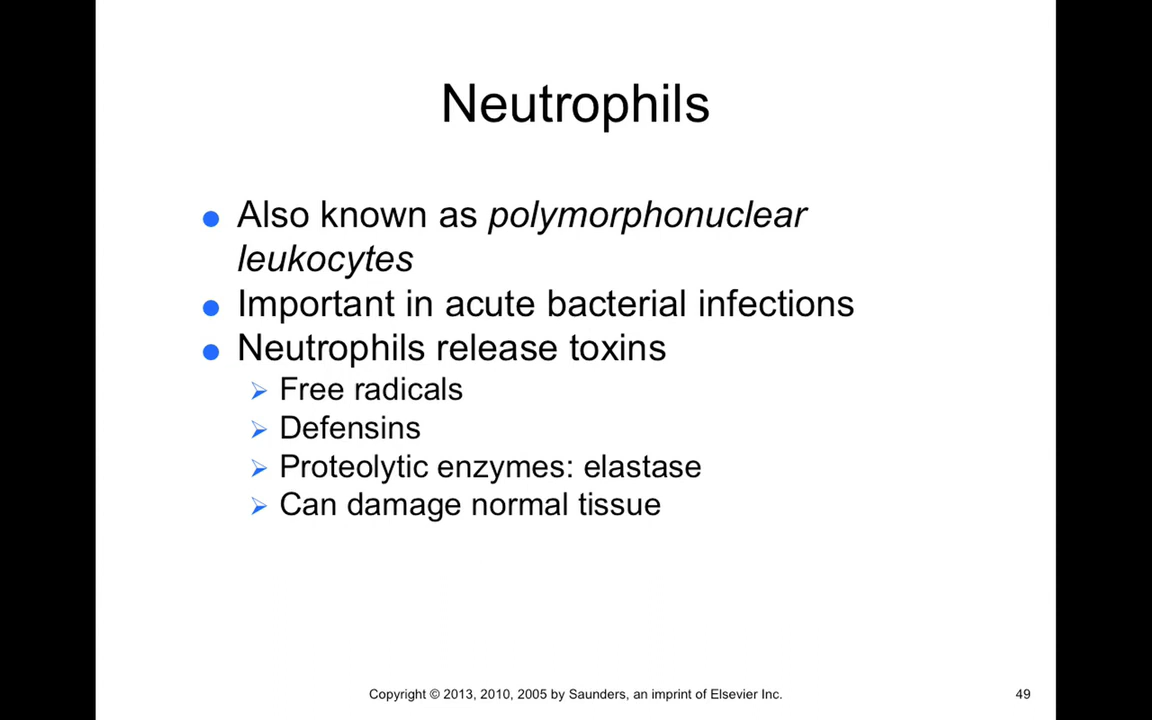 Neutrophils
● Also known as polymorphonuclear
leukocytes
● Important in acute bacterial infections
● Neutrophils release toxins
➢ Free radicals
➢ Defensins
➢ Proteolytic enzymes: elastase
➢ Can damage normal tissue
Copyright © 2013, 2010, 2005 by Saunders, an imprint of Elsevier Inc.
49